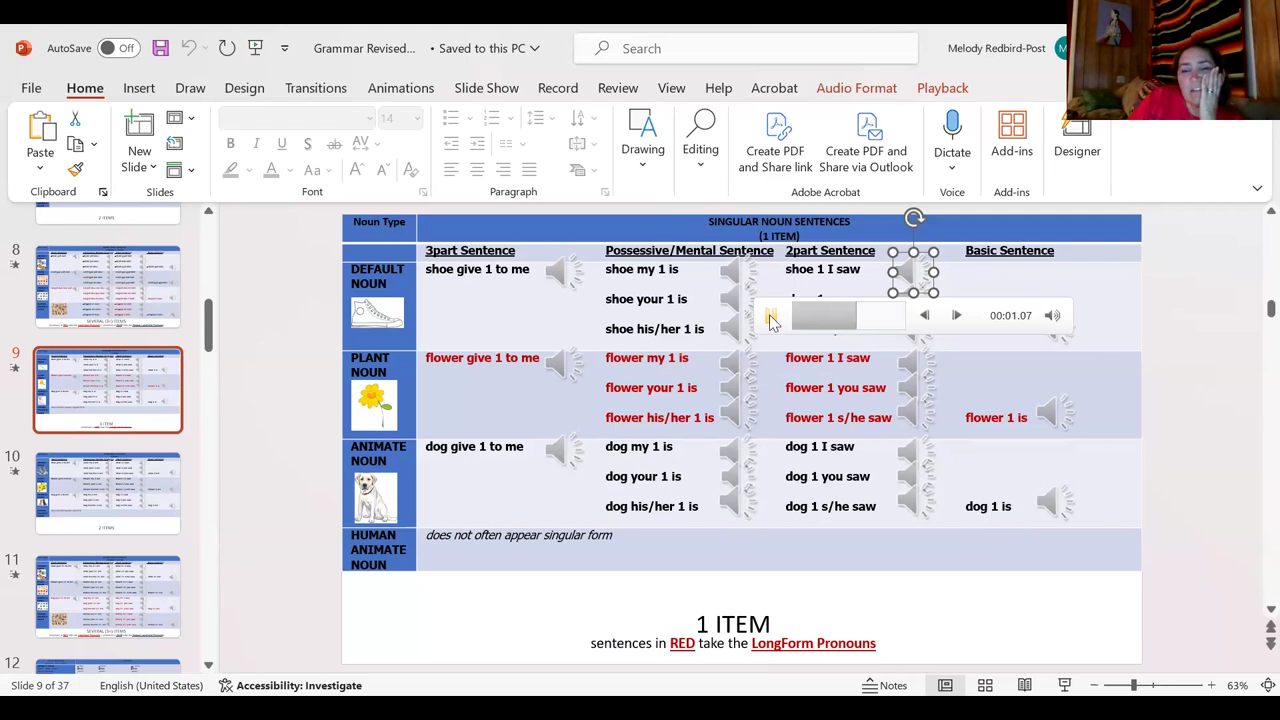 AutoSave Off Grammar Revised... • Saved to this PC Search Melody Redbird-Post
File Home Insert Draw Design Transitions Animations Slide Show Record Review View Help Acrobat Audio Format Playback
Paste New Slide 14 B I U S ab AV Aa A A A Drawing Editing Create PDF and Share link Create PDF and Share via Outlook Dictate Add-ins Designer
Clipboard Slides Font Paragraph Adobe Acrobat Voice Add-ins
2 ITEMS
8
9
1 ITEM
10
2 ITEMS
11
12
Noun Type SINGULAR NOUN SENTENCES
(1 ITEM)
3part Sentence Possessive/Mental Sentence 2part Sentence Basic Sentence
DEFAULT NOUN shoe give 1 to me shoe my 1 is shoe 1 I saw
shoe your 1 is
shoe his/her 1 is
00:01.07
PLANT NOUN flower give 1 to me flower my 1 is flower 1 I saw
flower your 1 is flower 1 you saw
flower his/her 1 is flower 1 s/he saw flower 1 is
ANIMATE NOUN dog give 1 to me dog my 1 is dog 1 I saw
dog your 1 is dog 1 you saw
dog his/her 1 is dog 1 s/he saw dog 1 is
HUMAN ANIMATE NOUN does not often appear singular form
1 ITEM
sentences in RED take the LongForm Pronouns
Slide 9 of 37 English (United States) Accessibility: Investigate Notes 63%